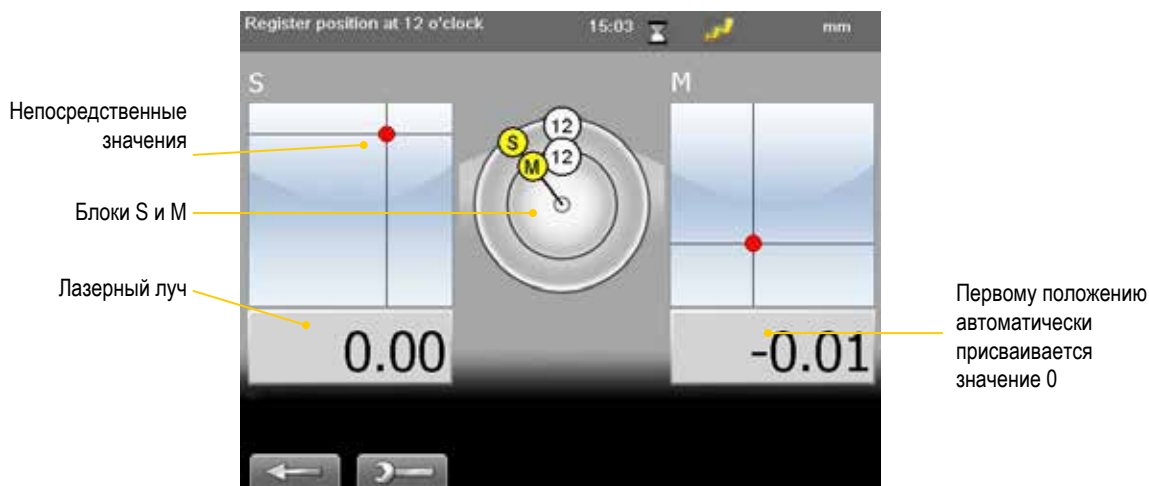 Register position at 12 o'clock 15:03 mm
S
M
Непосредственные
значения
12
S
12
M
Блоки S и M
Лазерный луч
Первому положению
автоматически
присваивается
значение 0
0.00
-0.01